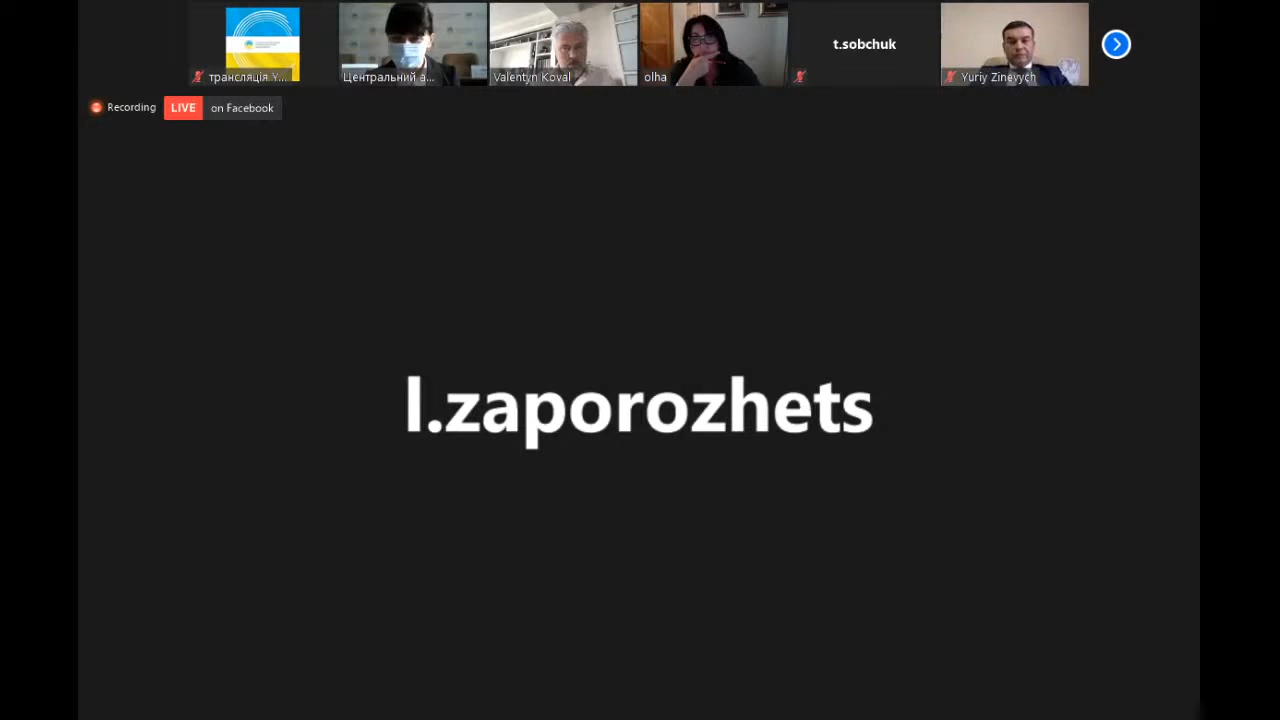 трансляція Y...
Центральний а...
Valentyn Koval
olha
t.sobchuk
Yuriy Zinevych
Recording
LIVE on Facebook
l.zaporozhets